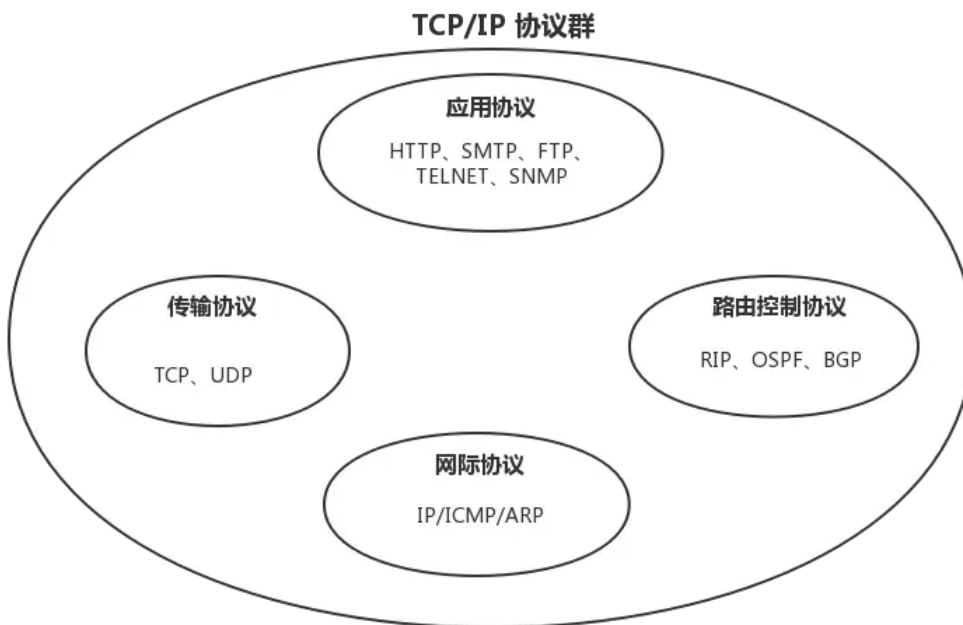 TCP/IP 协议群
应用协议
HTTP、SMTP、FTP、
TELNET、SNMP
传输协议
TCP、UDP
路由控制协议
RIP、OSPF、BGP
网际协议
IP/ICMP/ARP